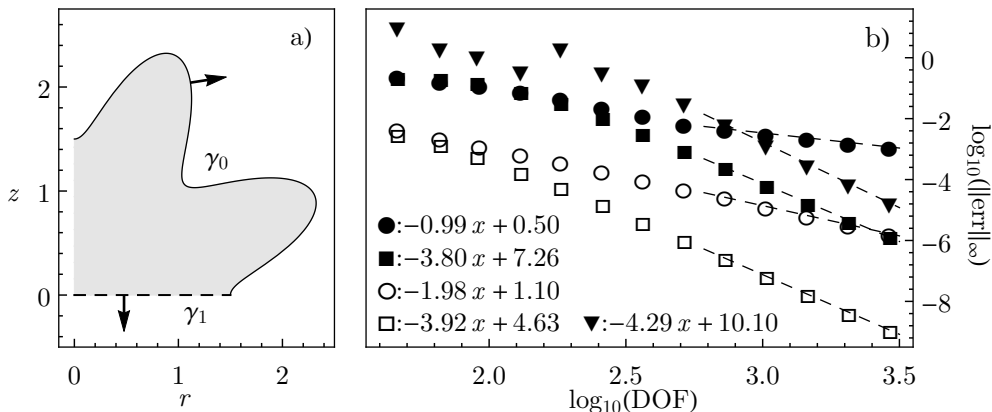 a)
2
1
0
z
γ₀
γ₁
0 1 2
r
b)
●:−0.99 x + 0.50
■:−3.80 x + 7.26
○:−1.98 x + 1.10
□:−3.92 x + 4.63 ▼:−4.29 x + 10.10
2.0 2.5 3.0 3.5
log₁₀(DOF)
0
−2
−4
−6
−8
log₁₀(||err||∞)